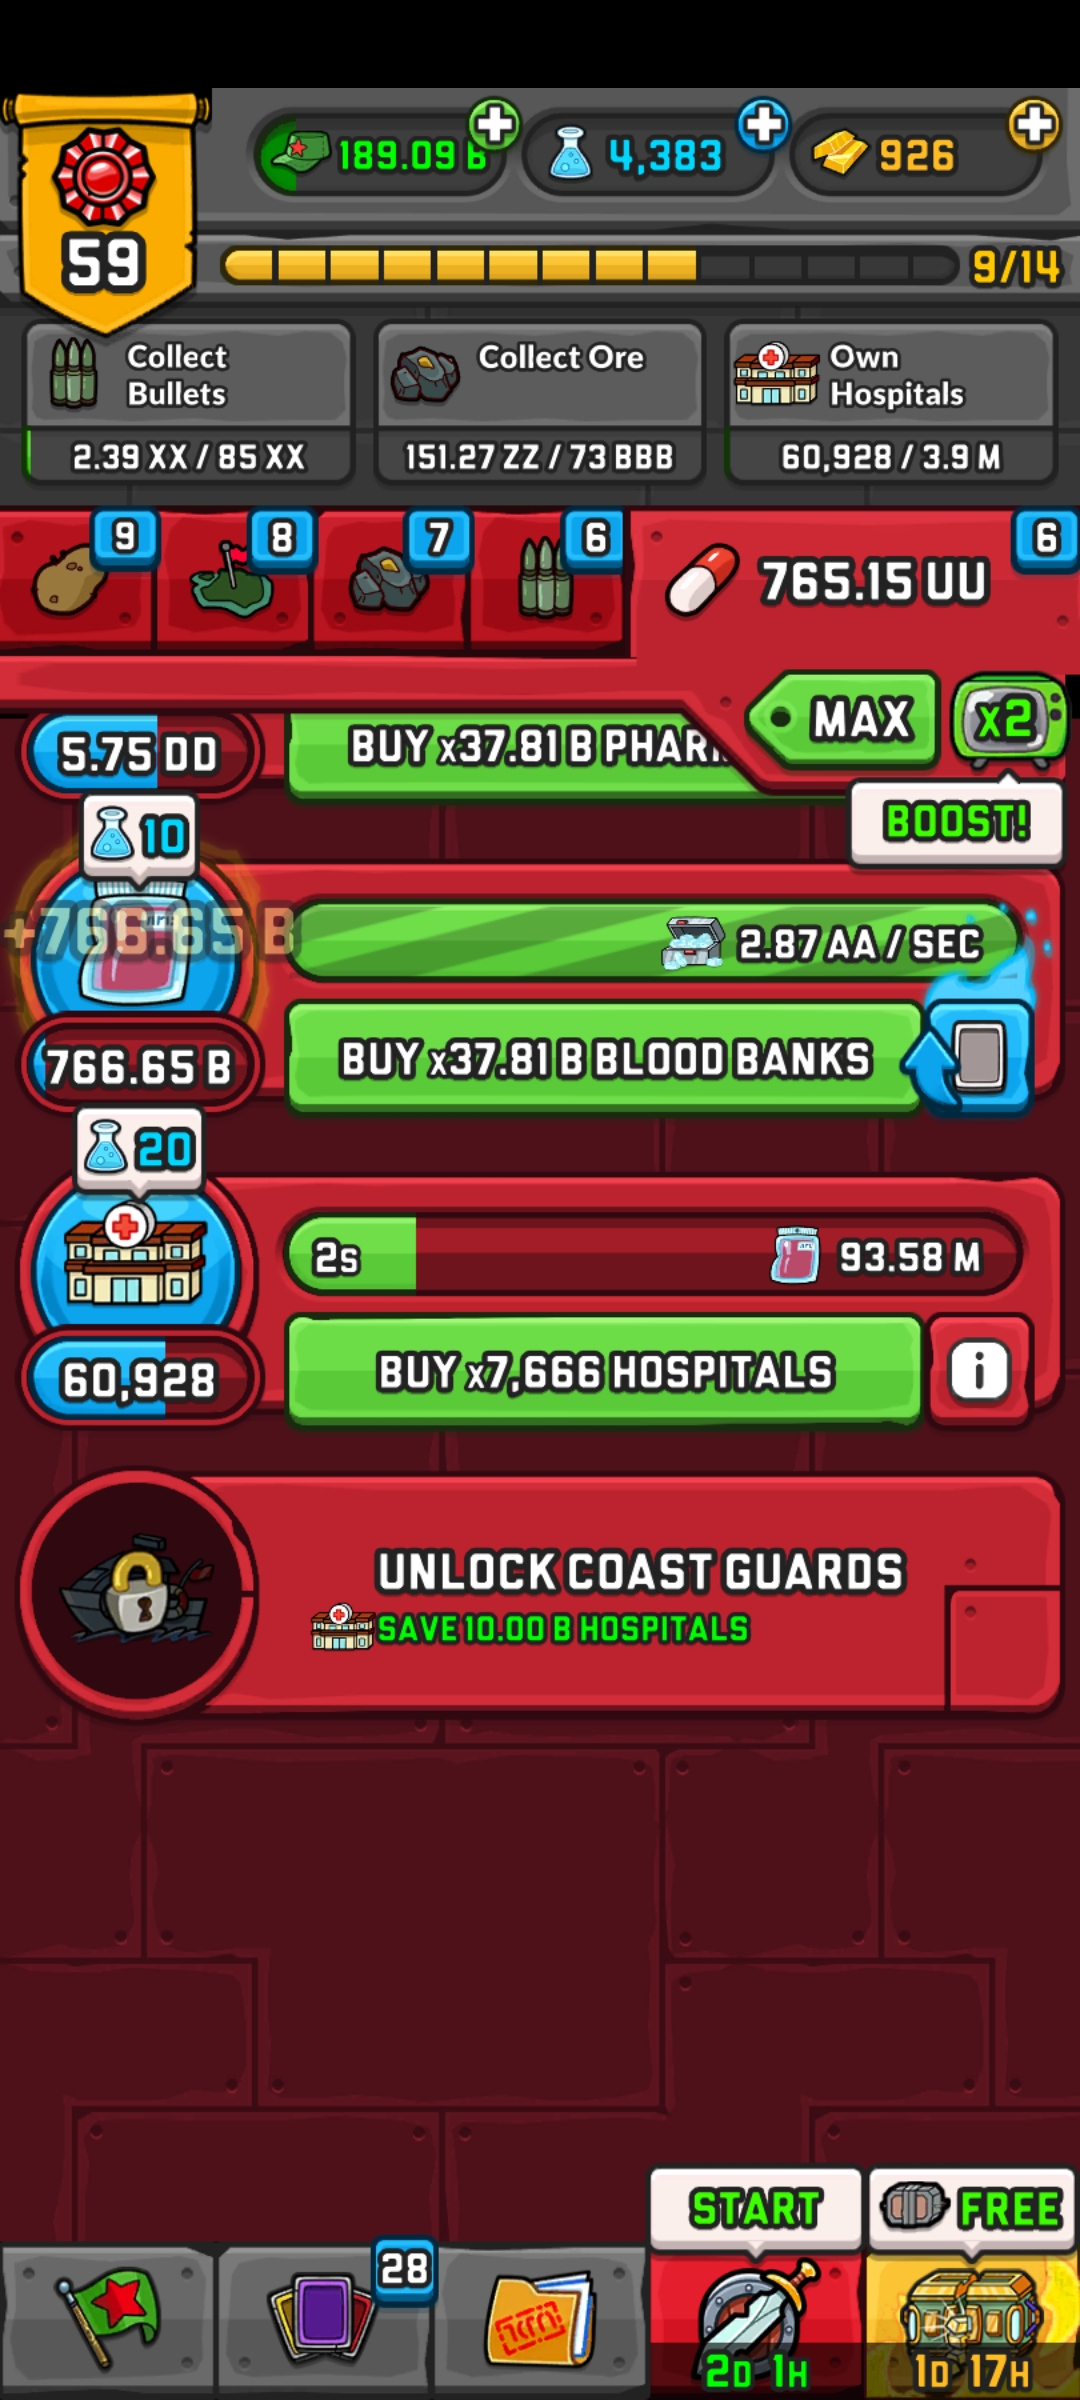 189.09 B
4,383
926
59
9/14
Collect
Bullets
2.39 XX / 85 XX
Collect Ore
151.27 ZZ / 73 BBB
Own
Hospitals
60,928 / 3.9 M
9
8
7
6
765.15 UU
6
MAX
x2
BOOST!
5.75 DD
BUY x37.81 B PHAR
10
+766.65 B
2.87 AA / SEC
766.65 B
BUY x37.81 B BLOOD BANKS
20
2s
93.58 M
60,928
BUY x7,666 HOSPITALS
i
UNLOCK COAST GUARDS
SAVE 10.00 B HOSPITALS
START
FREE
28
2D 1H
1D 17H